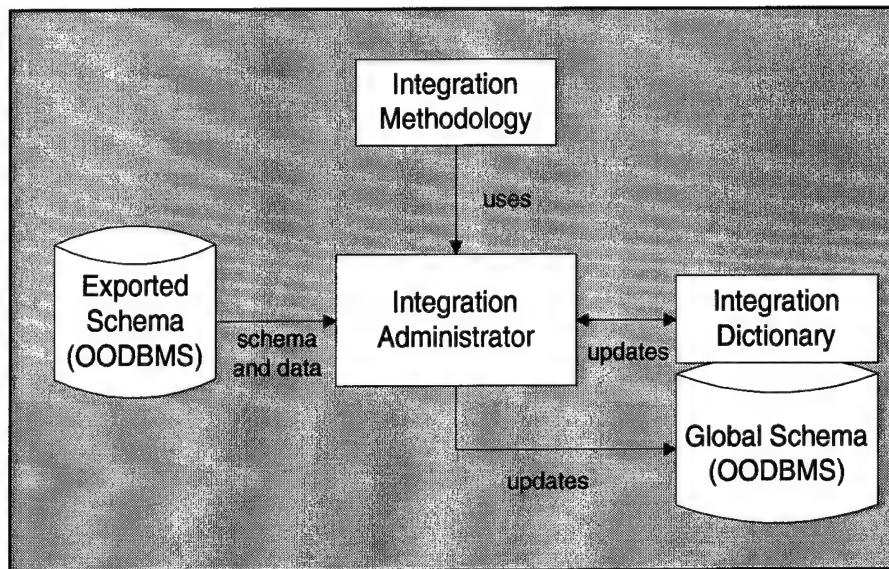 Integration
Methodology
uses
Exported
Schema
(OODBMS)
schema
and data
Integration
Administrator
updates
Integration
Dictionary
updates
Global Schema
(OODBMS)